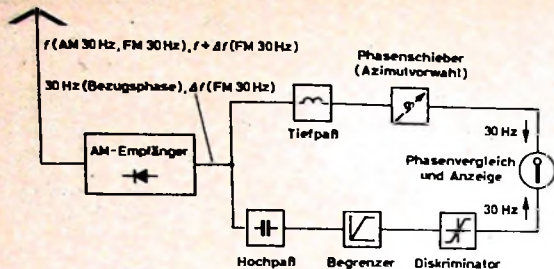 f (AM 30 Hz, FM 30 Hz), f + Δf (FM 30 Hz)
Phasenschieber
(Azimutvorwahl)
30 Hz (Bezugsphase), Δf (FM 30 Hz)
φ
Tiefpaß
30 Hz
AM-Empfänger
Phasenvergleich
und Anzeige
30 Hz
Hochpaß
Begrenzer
Diskriminator